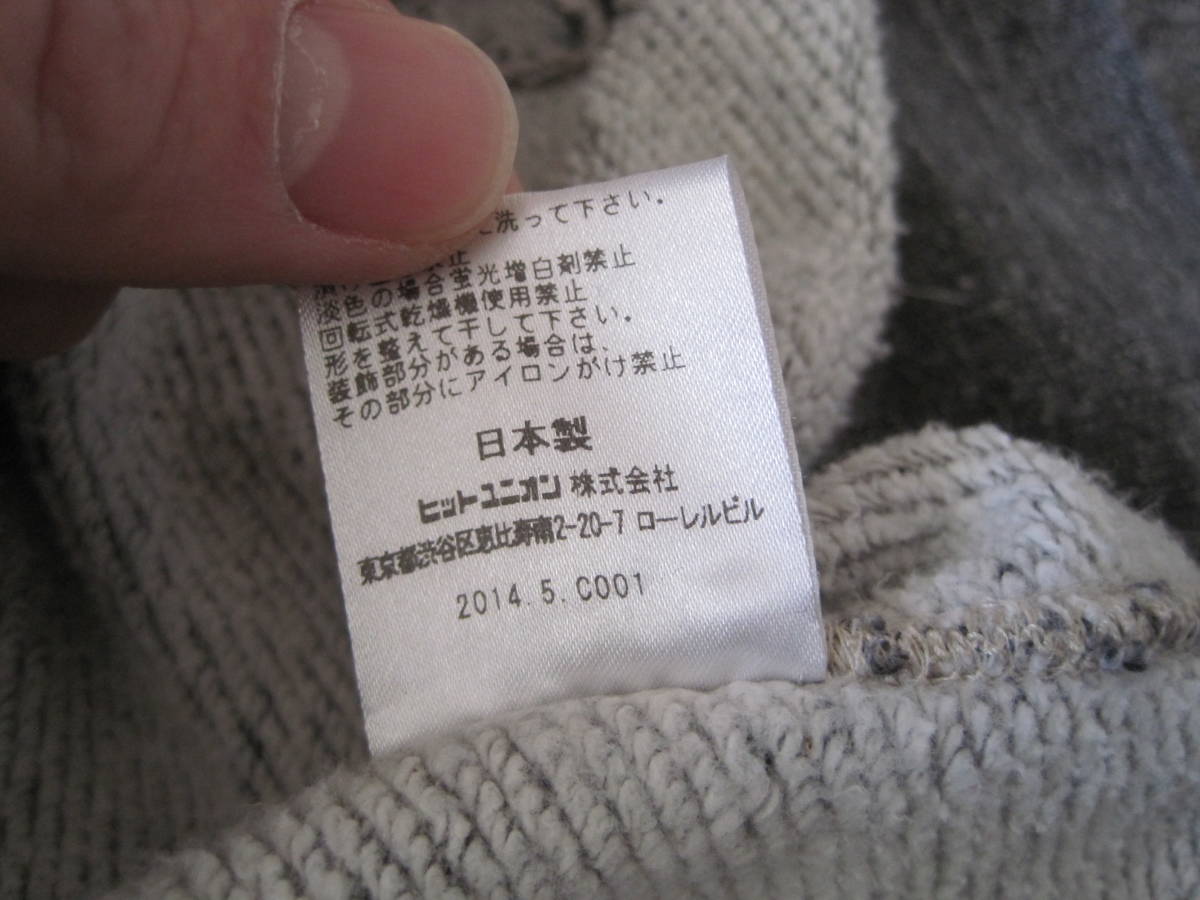 洗って下さい。
禁止
淡色の場合蛍光増白剤禁止
回転式乾燥機使用禁止
形を整えて干して下さい。
装飾部分がある場合は、
その部分にアイロンがけ禁止
日本製
ヒットユニオン株式会社
東京都渋谷区恵比寿南2-20-7 ローレルビル
2014.5.C001